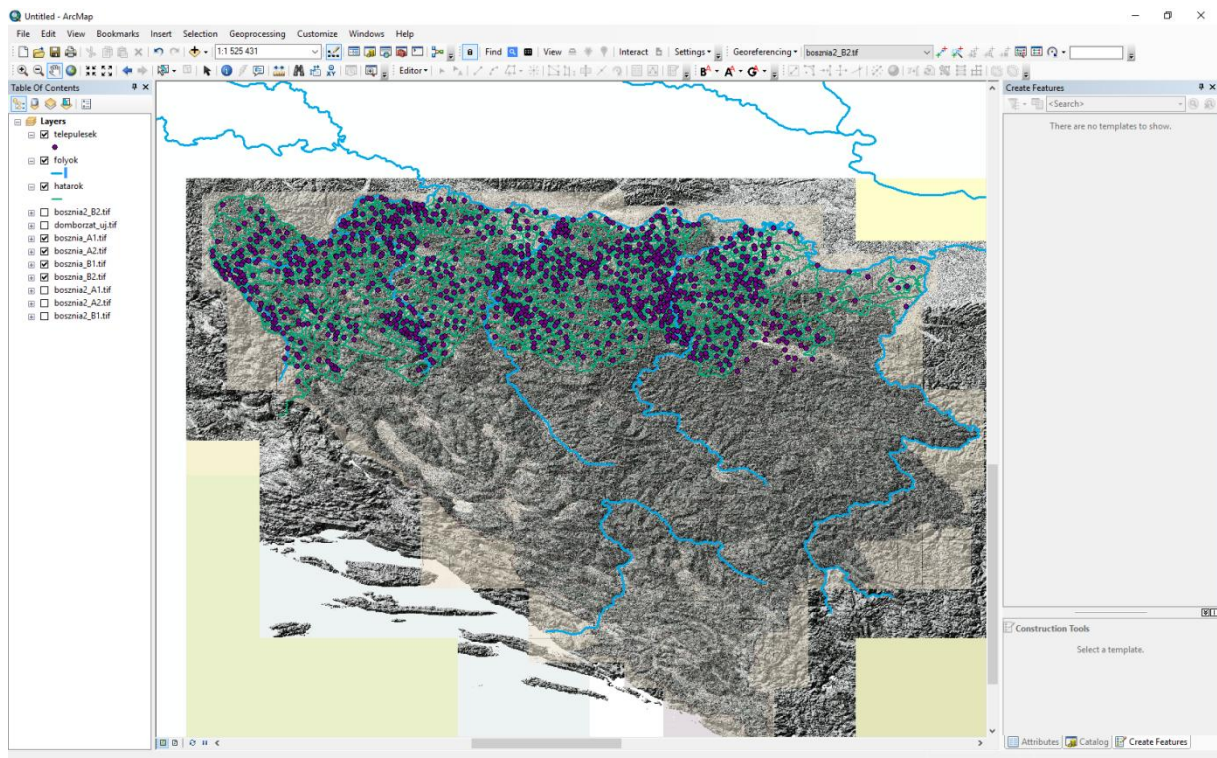 Untitled - ArcMap
File Edit View Bookmarks Insert Selection Geoprocessing Customize Windows Help
1:1 525 431
Find View Interact Settings Georeferencing bosznia2_B2.tif
Editor
Table Of Contents
Layers
telepulesek
folyok
hatarok
bosznia2_B2.tif
domborzat_uj.tif
bosznia_A1.tif
bosznia_A2.tif
bosznia_B1.tif
bosznia_B2.tif
bosznia2_A1.tif
bosznia2_A2.tif
bosznia2_B1.tif
Create Features
<Search>
There are no templates to show.
Construction Tools
Select a template.
Attributes Catalog Create Features